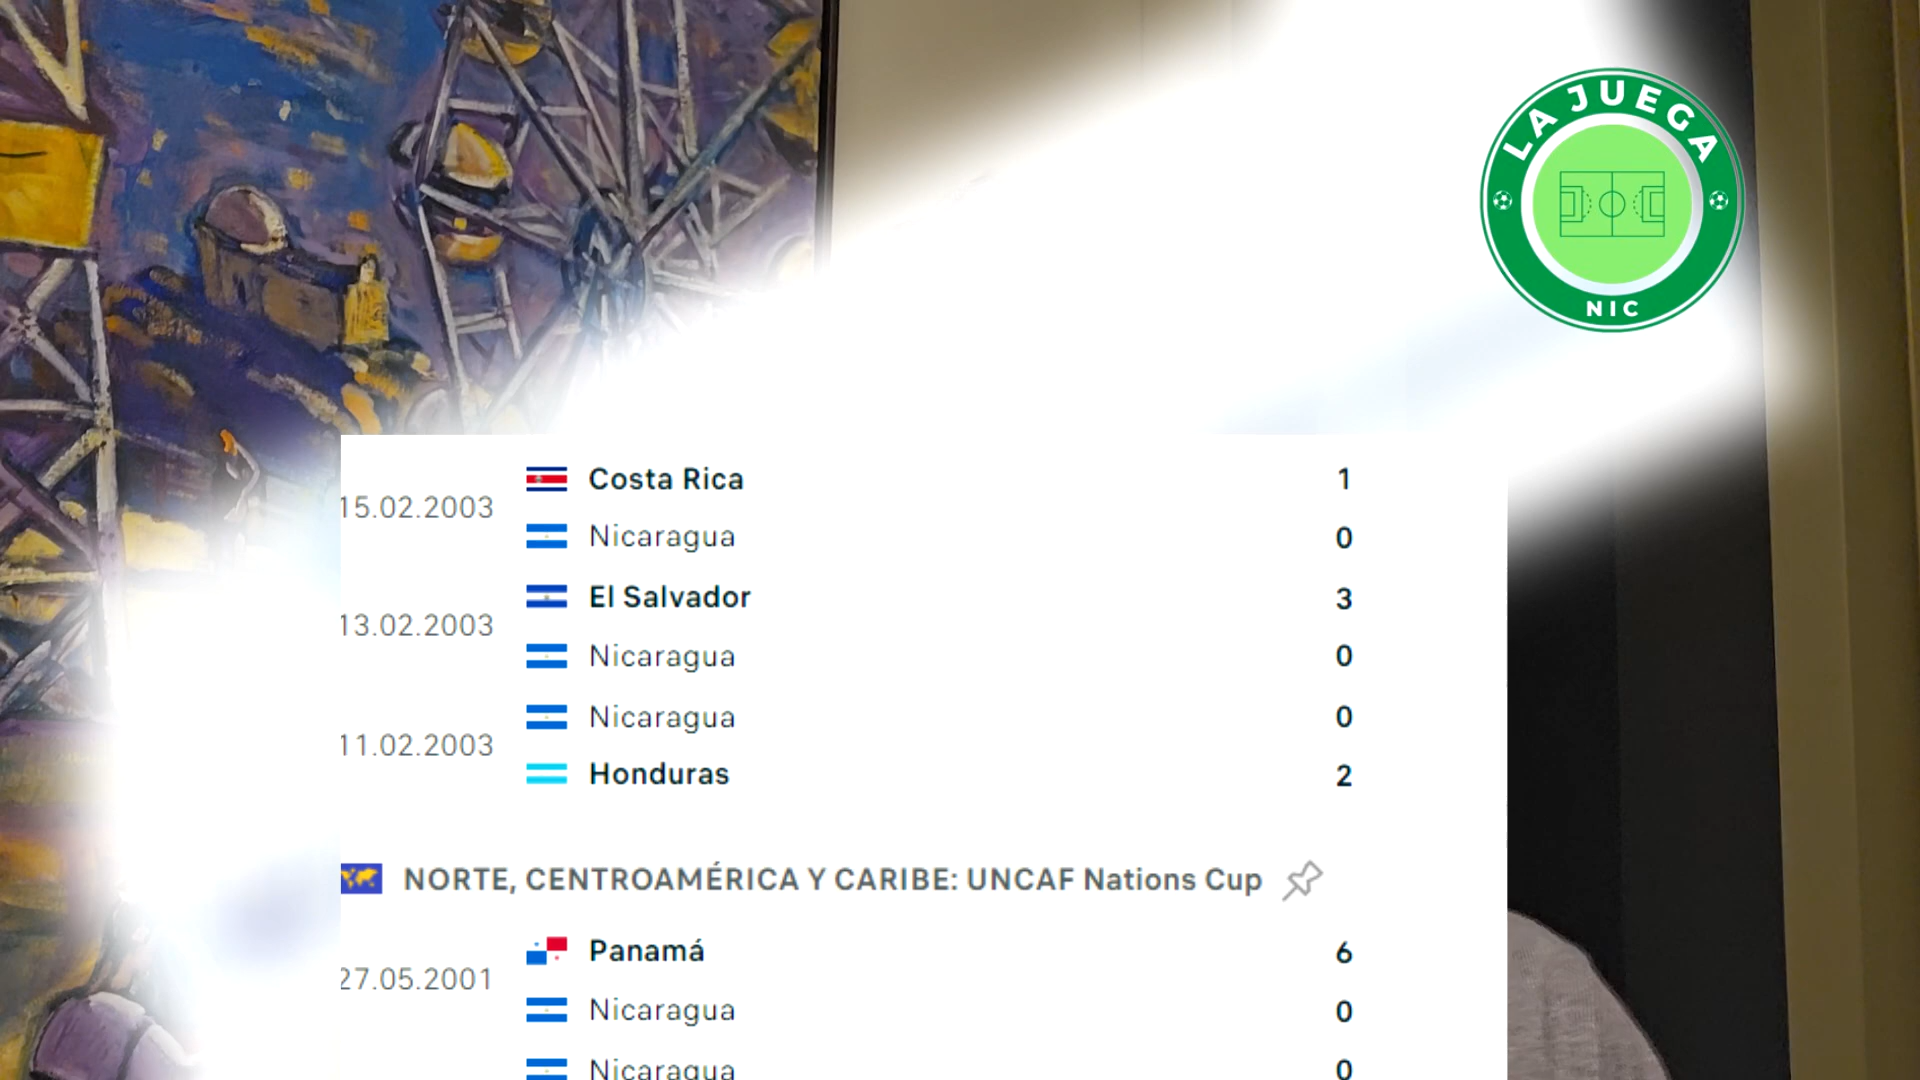 LA JUEGA
NIC
Costa Rica 1
15.02.2003
Nicaragua 0
El Salvador 3
13.02.2003
Nicaragua 0
Nicaragua 0
11.02.2003
Honduras 2
NORTE, CENTROAMÉRICA Y CARIBE: UNCAF Nations Cup
Panamá 6
27.05.2001
Nicaragua 0
Nicaragua 0